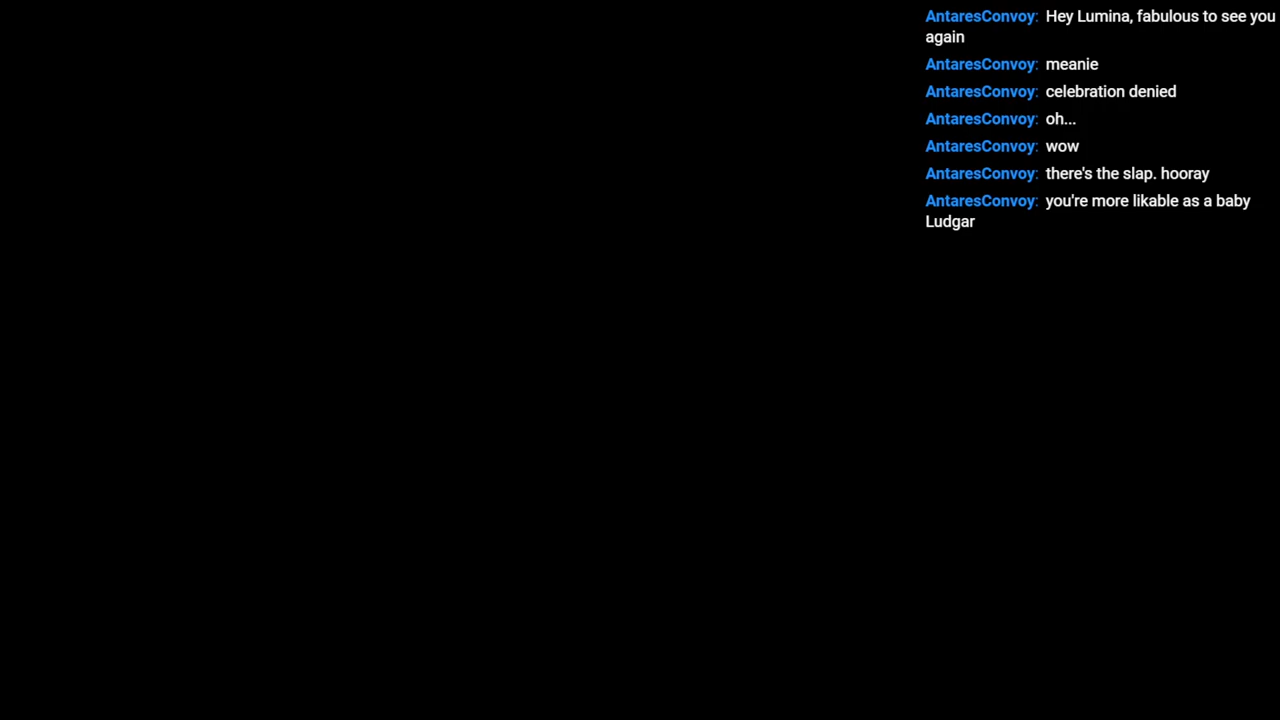 AntaresConvoy: Hey Lumina, fabulous to see you
again
AntaresConvoy: meanie
AntaresConvoy: celebration denied
AntaresConvoy: oh...
AntaresConvoy: wow
AntaresConvoy: there's the slap. hooray
AntaresConvoy: you're more likable as a baby
Ludgar